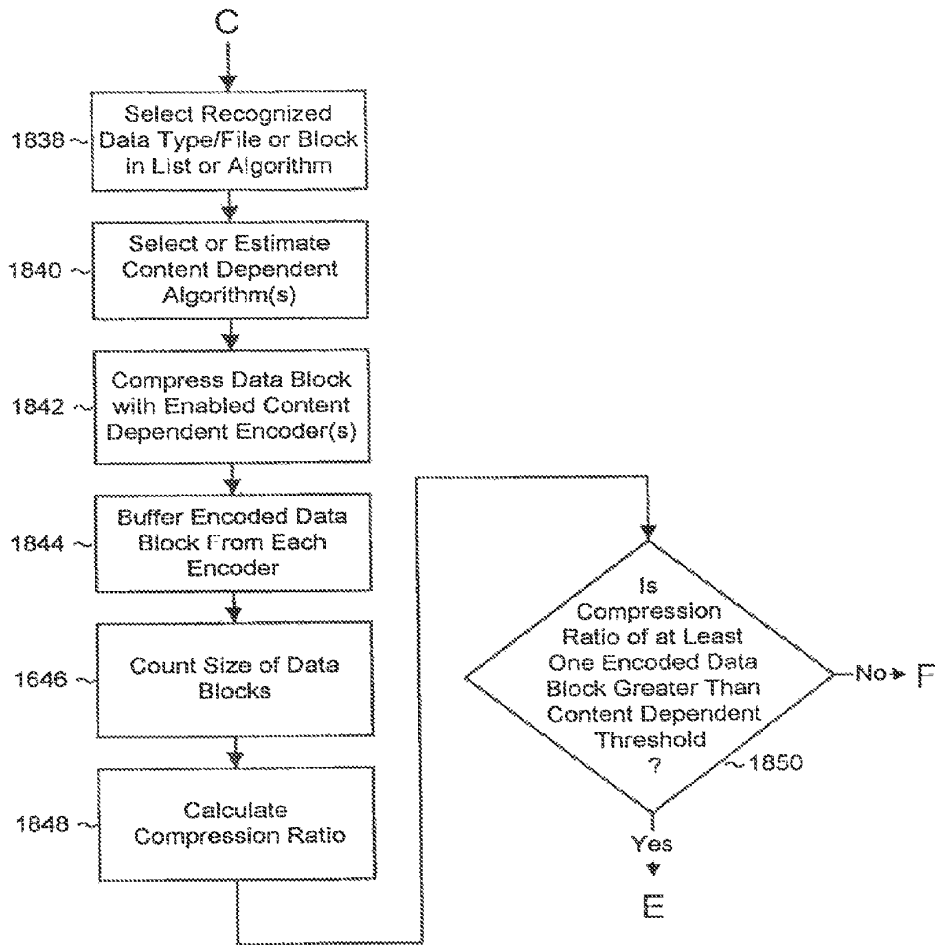 C
1838
Select Recognized
Data Type/File or Block
in List or Algorithm
1840
Select or Estimate
Content Dependent
Algorithm(s)
1842
Compress Data Block
with Enabled Content
Dependent Encoder(s)
1844
Buffer Encoded Data
Block From Each
Encoder
1646
Count Size of Data
Blocks
1848
Calculate
Compression Ratio
Is
Compression
Ratio of at Least
One Encoded Data
Block Greater Than
Content Dependent
Threshold
?
1850
No
F
Yes
E